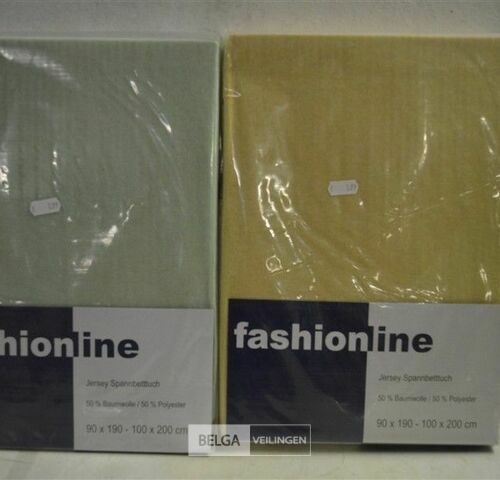 hionline
Jersey Spannbetttuch
50 % Baumwolle / 50 % Polyester
90 x 190 - 100 x 200 cm
fashionline
Jersey Spannbetttuch
50 % Baumwolle / 50 % Polyester
90 x 190 - 100 x 200 cm
BELGA VEILINGEN